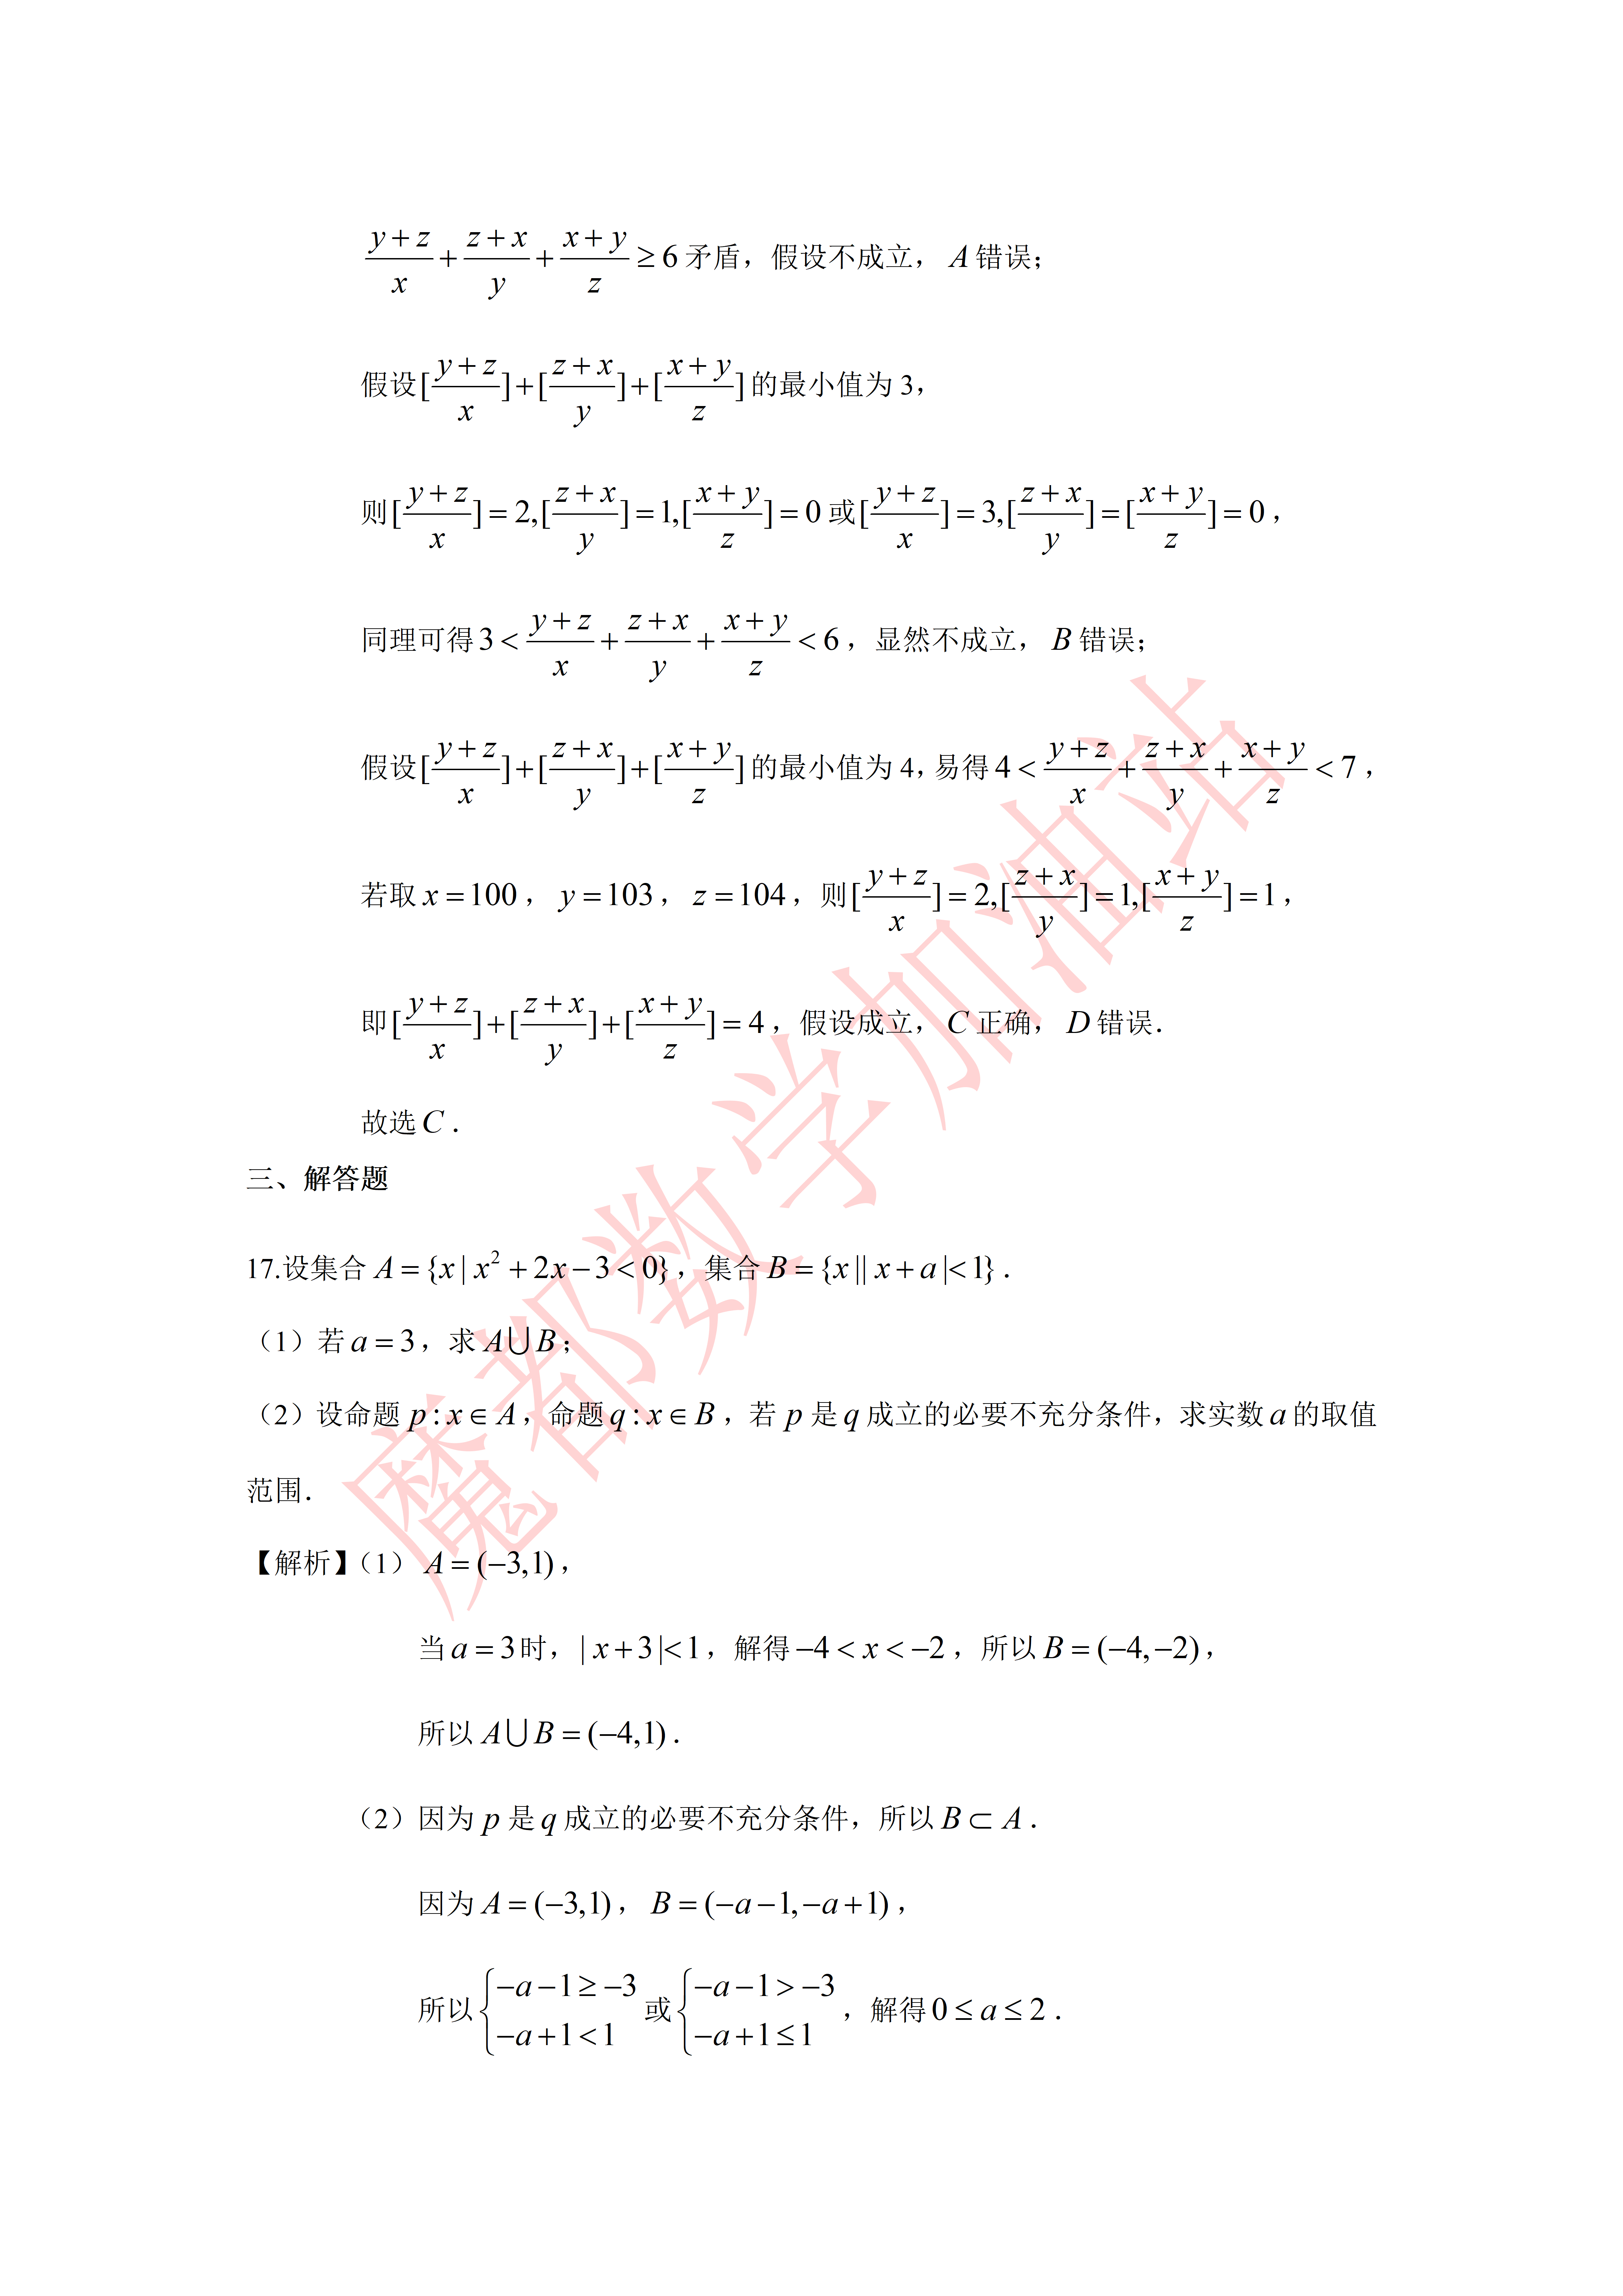 $\frac{y+z}{x}+\frac{z+x}{y}+\frac{x+y}{z}\geq 6$ 矛盾，假设不成立，$A$ 错误；
假设$[\frac{y+z}{x}]+[\frac{z+x}{y}]+[\frac{x+y}{z}]$的最小值为 3，
则$[\frac{y+z}{x}]=2,[\frac{z+x}{y}]=1,[\frac{x+y}{z}]=0$ 或$[\frac{y+z}{x}]=3,[\frac{z+x}{y}]=[\frac{x+y}{z}]=0$，
同理可得$3<\frac{y+z}{x}+\frac{z+x}{y}+\frac{x+y}{z}<6$，显然不成立，$B$ 错误；
假设$[\frac{y+z}{x}]+[\frac{z+x}{y}]+[\frac{x+y}{z}]$的最小值为 4，易得$4<\frac{y+z}{x}+\frac{z+x}{y}+\frac{x+y}{z}<7$，
若取$x=100$，$y=103$，$z=104$，则$[\frac{y+z}{x}]=2,[\frac{z+x}{y}]=1,[\frac{x+y}{z}]=1$，
即$[\frac{y+z}{x}]+[\frac{z+x}{y}]+[\frac{x+y}{z}]=4$，假设成立，$C$ 正确，$D$ 错误．
故选$C$．
三、解答题
17.设集合$A=\{x|x^2+2x-3<0\}$，集合$B=\{x||x+a|<1\}$．
（1）若$a=3$，求$A\bigcup B$；
（2）设命题$p:x\in A$，命题$q:x\in B$，若$p$是$q$成立的必要不充分条件，求实数$a$的取值
范围．
【解析】（1）$A=(-3,1)$，
当$a=3$时，$|x+3|<1$，解得$-4<x<-2$，所以$B=(-4,-2)$，
所以$A\bigcup B=(-4,1)$．
（2）因为$p$是$q$成立的必要不充分条件，所以$B\subset A$．
因为$A=(-3,1)$，$B=(-a-1,-a+1)$，
所以$\begin{cases}-a-1\geq -3\\-a+1<1\end{cases}$或$\begin{cases}-a-1>-3\\-a+1\leq 1\end{cases}$，解得$0\leq a\leq 2$．
魔都数学加油站